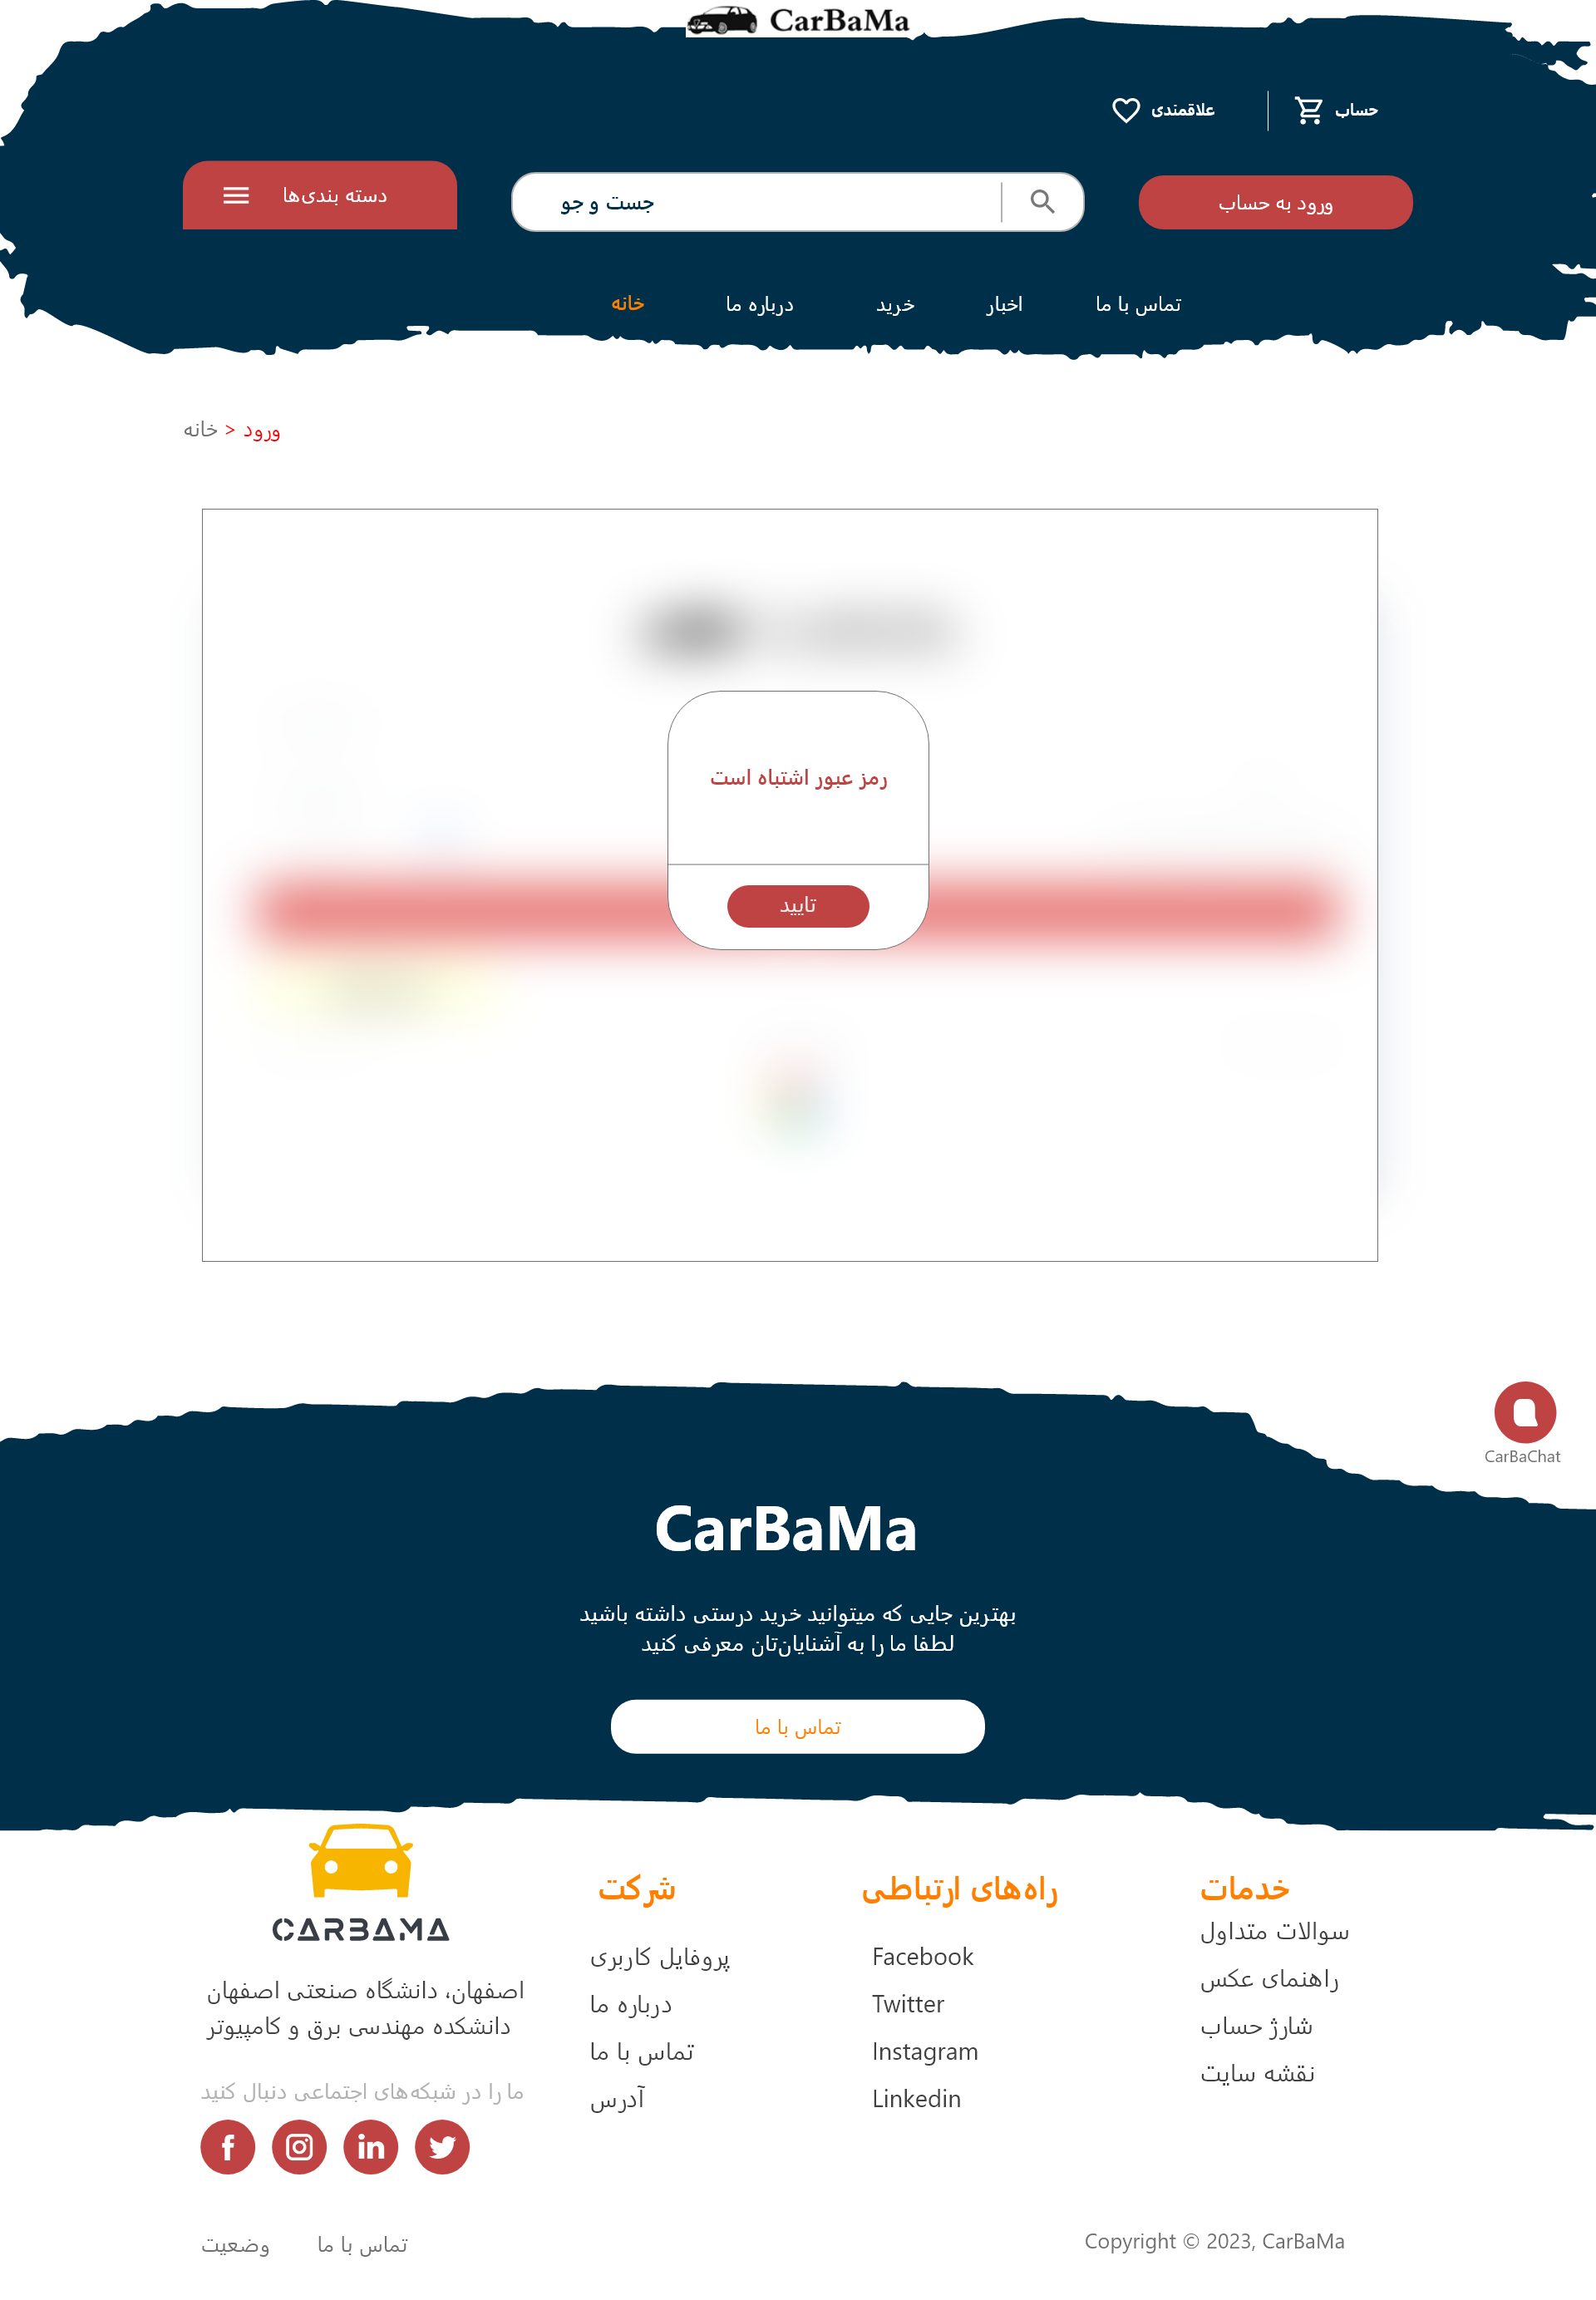 CarBaMa
حساب
علاقمندی
ورود به حساب
جست و جو
دسته بندی‌ها
تماس با ما
اخبار
خرید
درباره ما
خانه
خانه > ورود
رمز عبور اشتباه است
تایید
CarBaChat
CarBaMa
بهترین جایی که میتوانید خرید درستی داشته باشید
لطفا ما را به آشنایان‌تان معرفی کنید
تماس با ما
خدمات
سوالات متداول
راهنمای عکس
شارژ حساب
نقشه سایت
راه‌های ارتباطی
Facebook
Twitter
Instagram
Linkedin
شرکت
پروفایل کاربری
درباره ما
تماس با ما
آدرس
CARBAMA
اصفهان، دانشگاه صنعتی اصفهان
دانشکده مهندسی برق و کامپیوتر
ما را در شبکه‌های اجتماعی دنبال کنید
Copyright © 2023, CarBaMa
تماس با ما
وضعیت